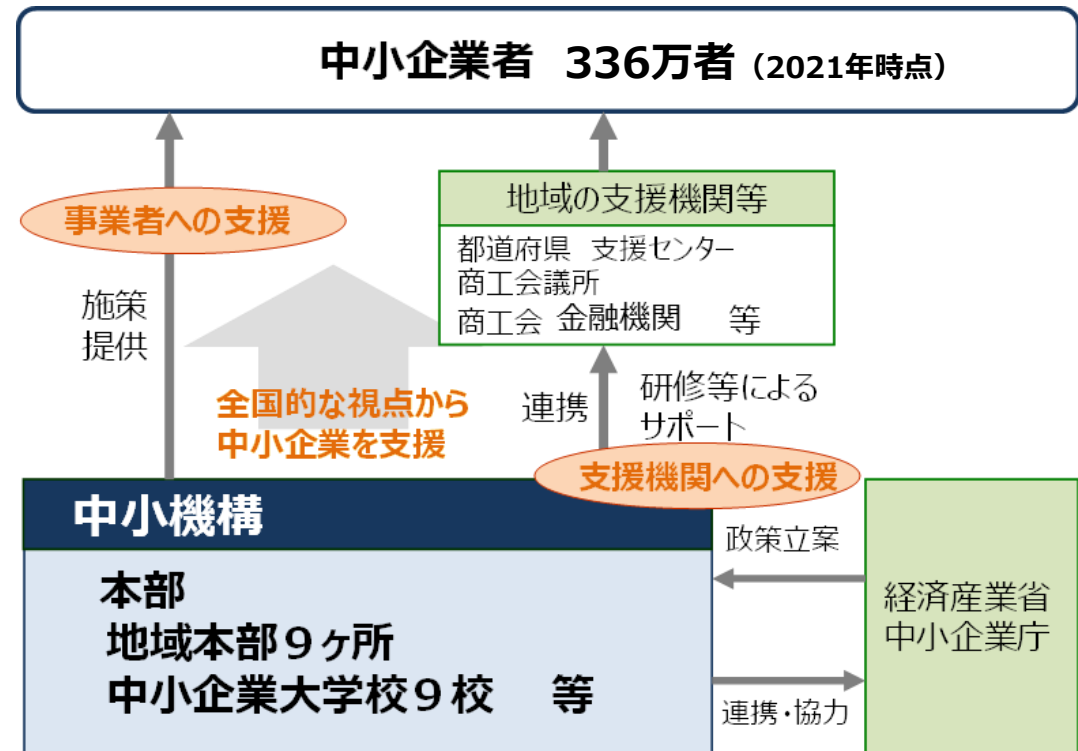 中小企業者 336万者（2021年時点）
事業者への支援
施策
提供
地域の支援機関等
都道府県 支援センター
商工会議所
商工会 金融機関 等
全国的な視点から
中小企業を支援
連携
研修等による
サポート
支援機関への支援
中小機構
本部
地域本部９ヶ所
中小企業大学校９校 等
政策立案
連携・協力
経済産業省
中小企業庁